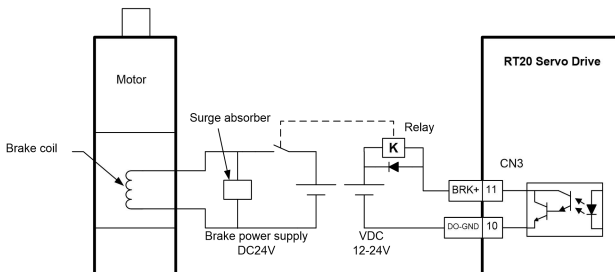 Motor
RT20 Servo Drive
Surge absorber
Relay
K
Brake coil
CN3
BRK+ 11
DO-GND 10
Brake power supply
DC24V
VDC
12-24V